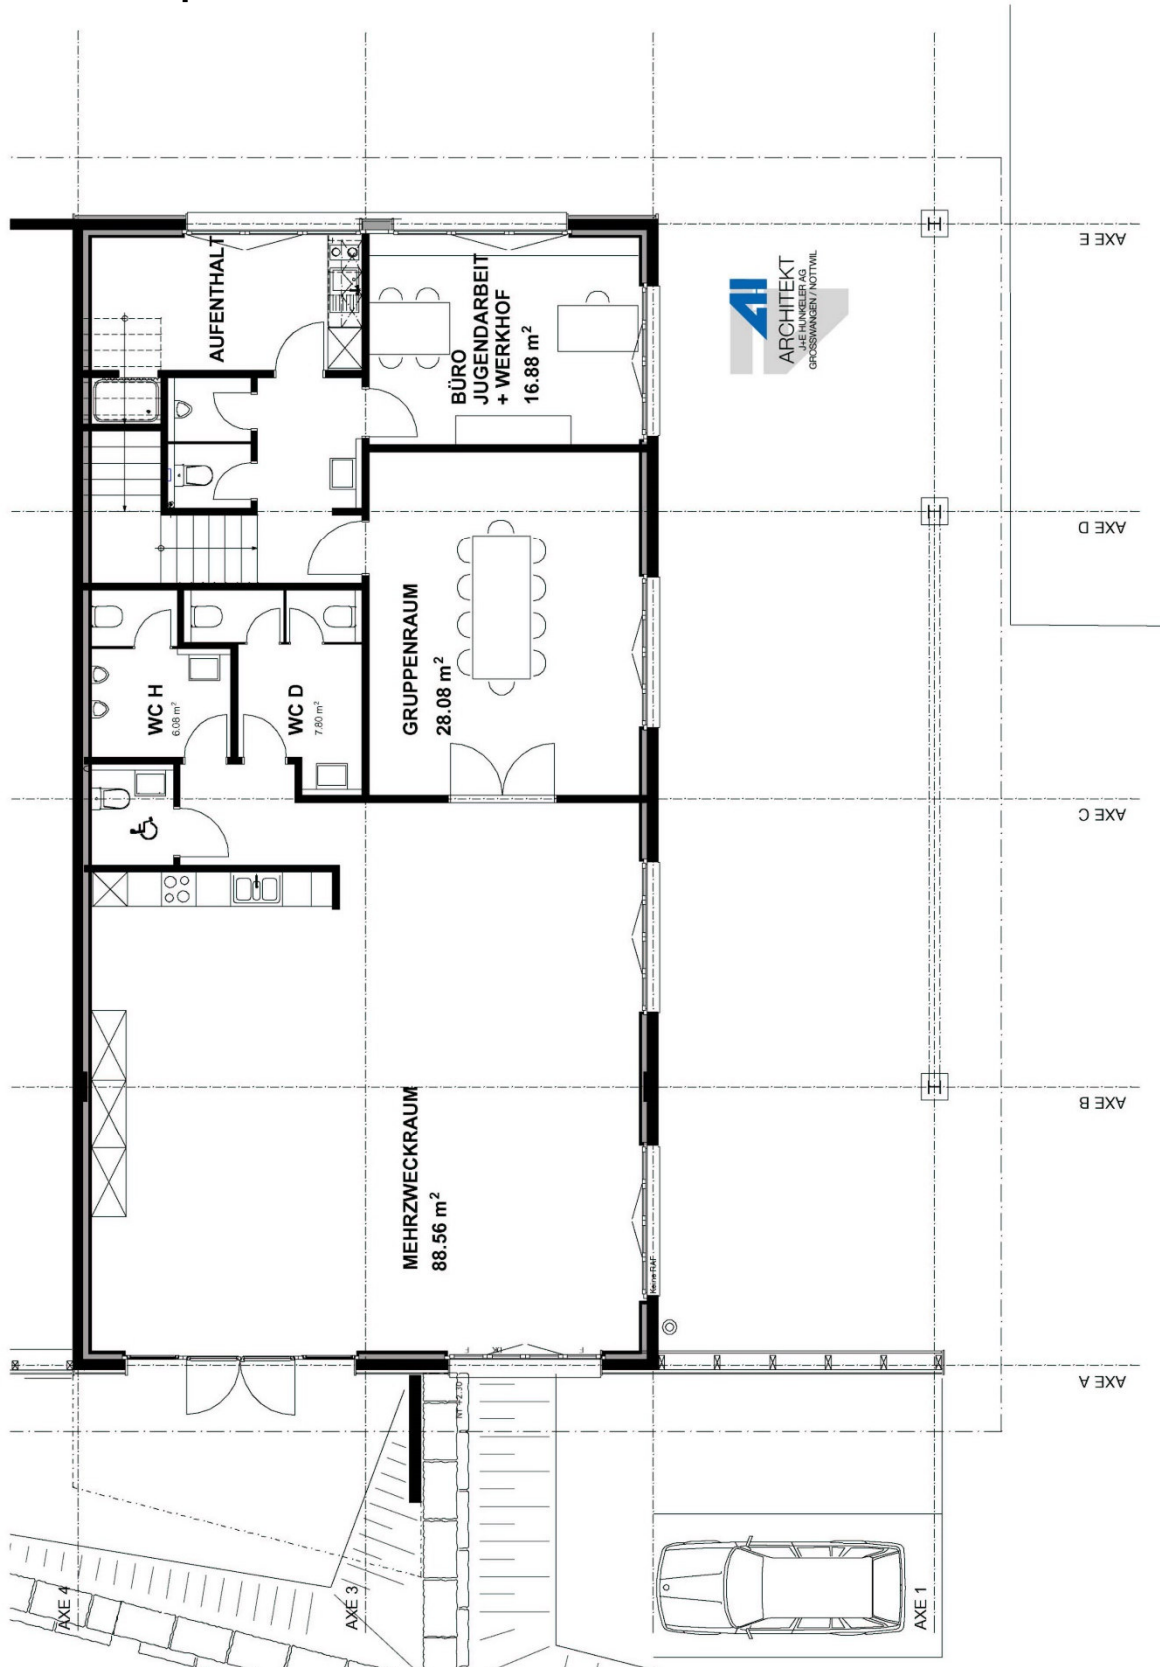 AUFENTHALT
BÜRO
JUGENDARBEIT
+ WERKHOF
16.88 m²
ARCHITEKT
J+E HUNKELER AG
GROSSWANGEN / NOTTWIL
AXE E
AXE D
GRUPPENRAUM
28.08 m²
WC H
6.08 m²
WC D
7.80 m²
AXE C
AXE B
MEHRZWECKRAUM
88.56 m²
Keine RAF
AXE A
AXE 4
AXE 3
AXE 1